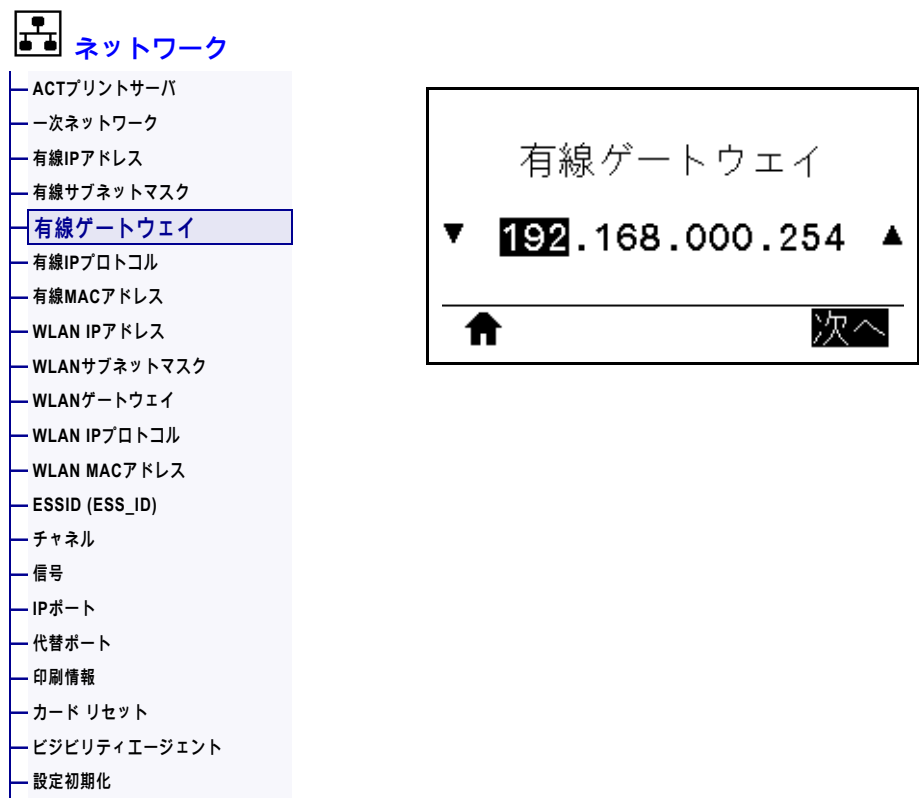 ネットワーク
ACTプリントサーバ
一次ネットワーク
有線IPアドレス
有線サブネットマスク
有線ゲートウェイ
有線IPプロトコル
有線MACアドレス
WLAN IPアドレス
WLANサブネットマスク
WLANゲートウェイ
WLAN IPプロトコル
WLAN MACアドレス
ESSID (ESS_ID)
チャネル
信号
IPポート
代替ポート
印刷情報
カード リセット
ビジビリティエージェント
設定初期化
有線ゲートウェイ
▼ 192.168.000.254 ▲
次へ